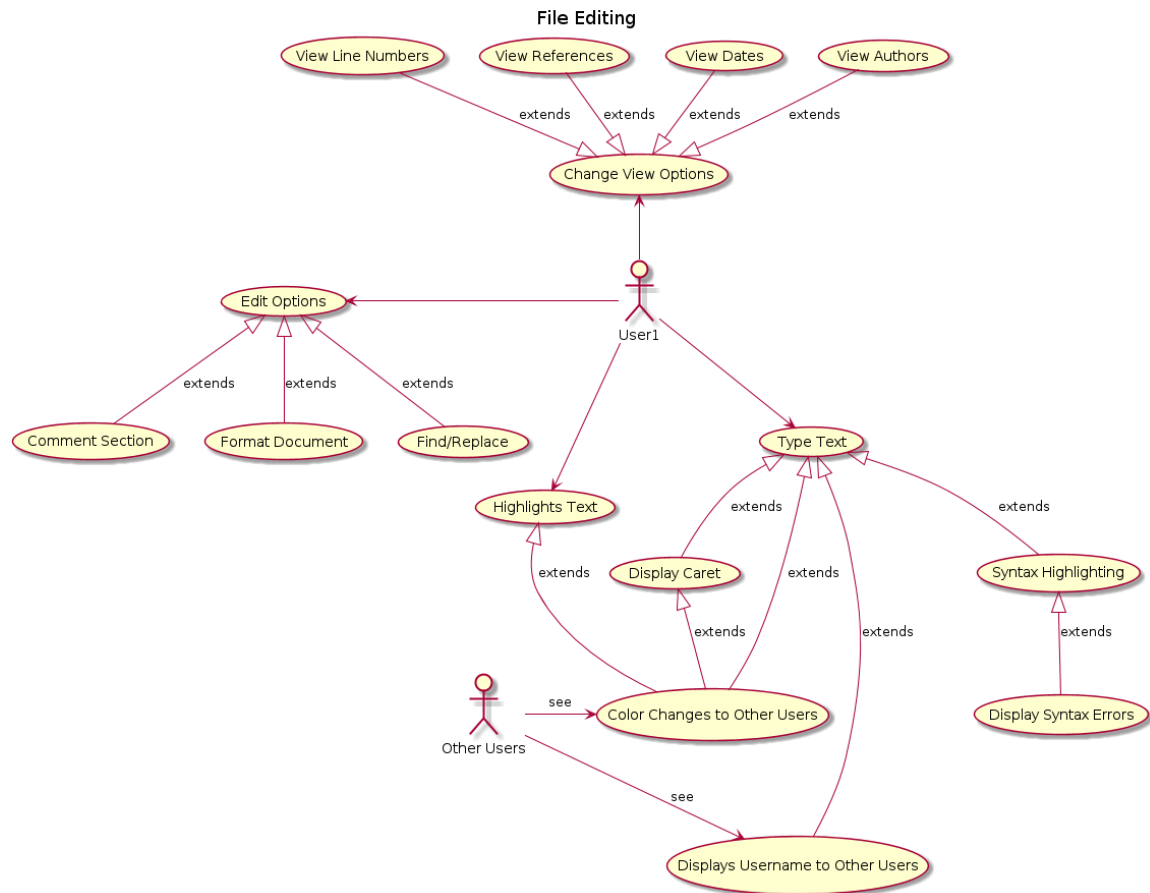 File Editing
View Line Numbers
View References
View Dates
View Authors
extends
extends
extends
extends
Change View Options
Edit Options
User1
extends
extends
extends
Comment Section
Format Document
Find/Replace
Type Text
Highlights Text
extends
extends
extends
extends
Display Caret
Syntax Highlighting
extends
extends
extends
see
Color Changes to Other Users
Display Syntax Errors
Other Users
see
Displays Username to Other Users